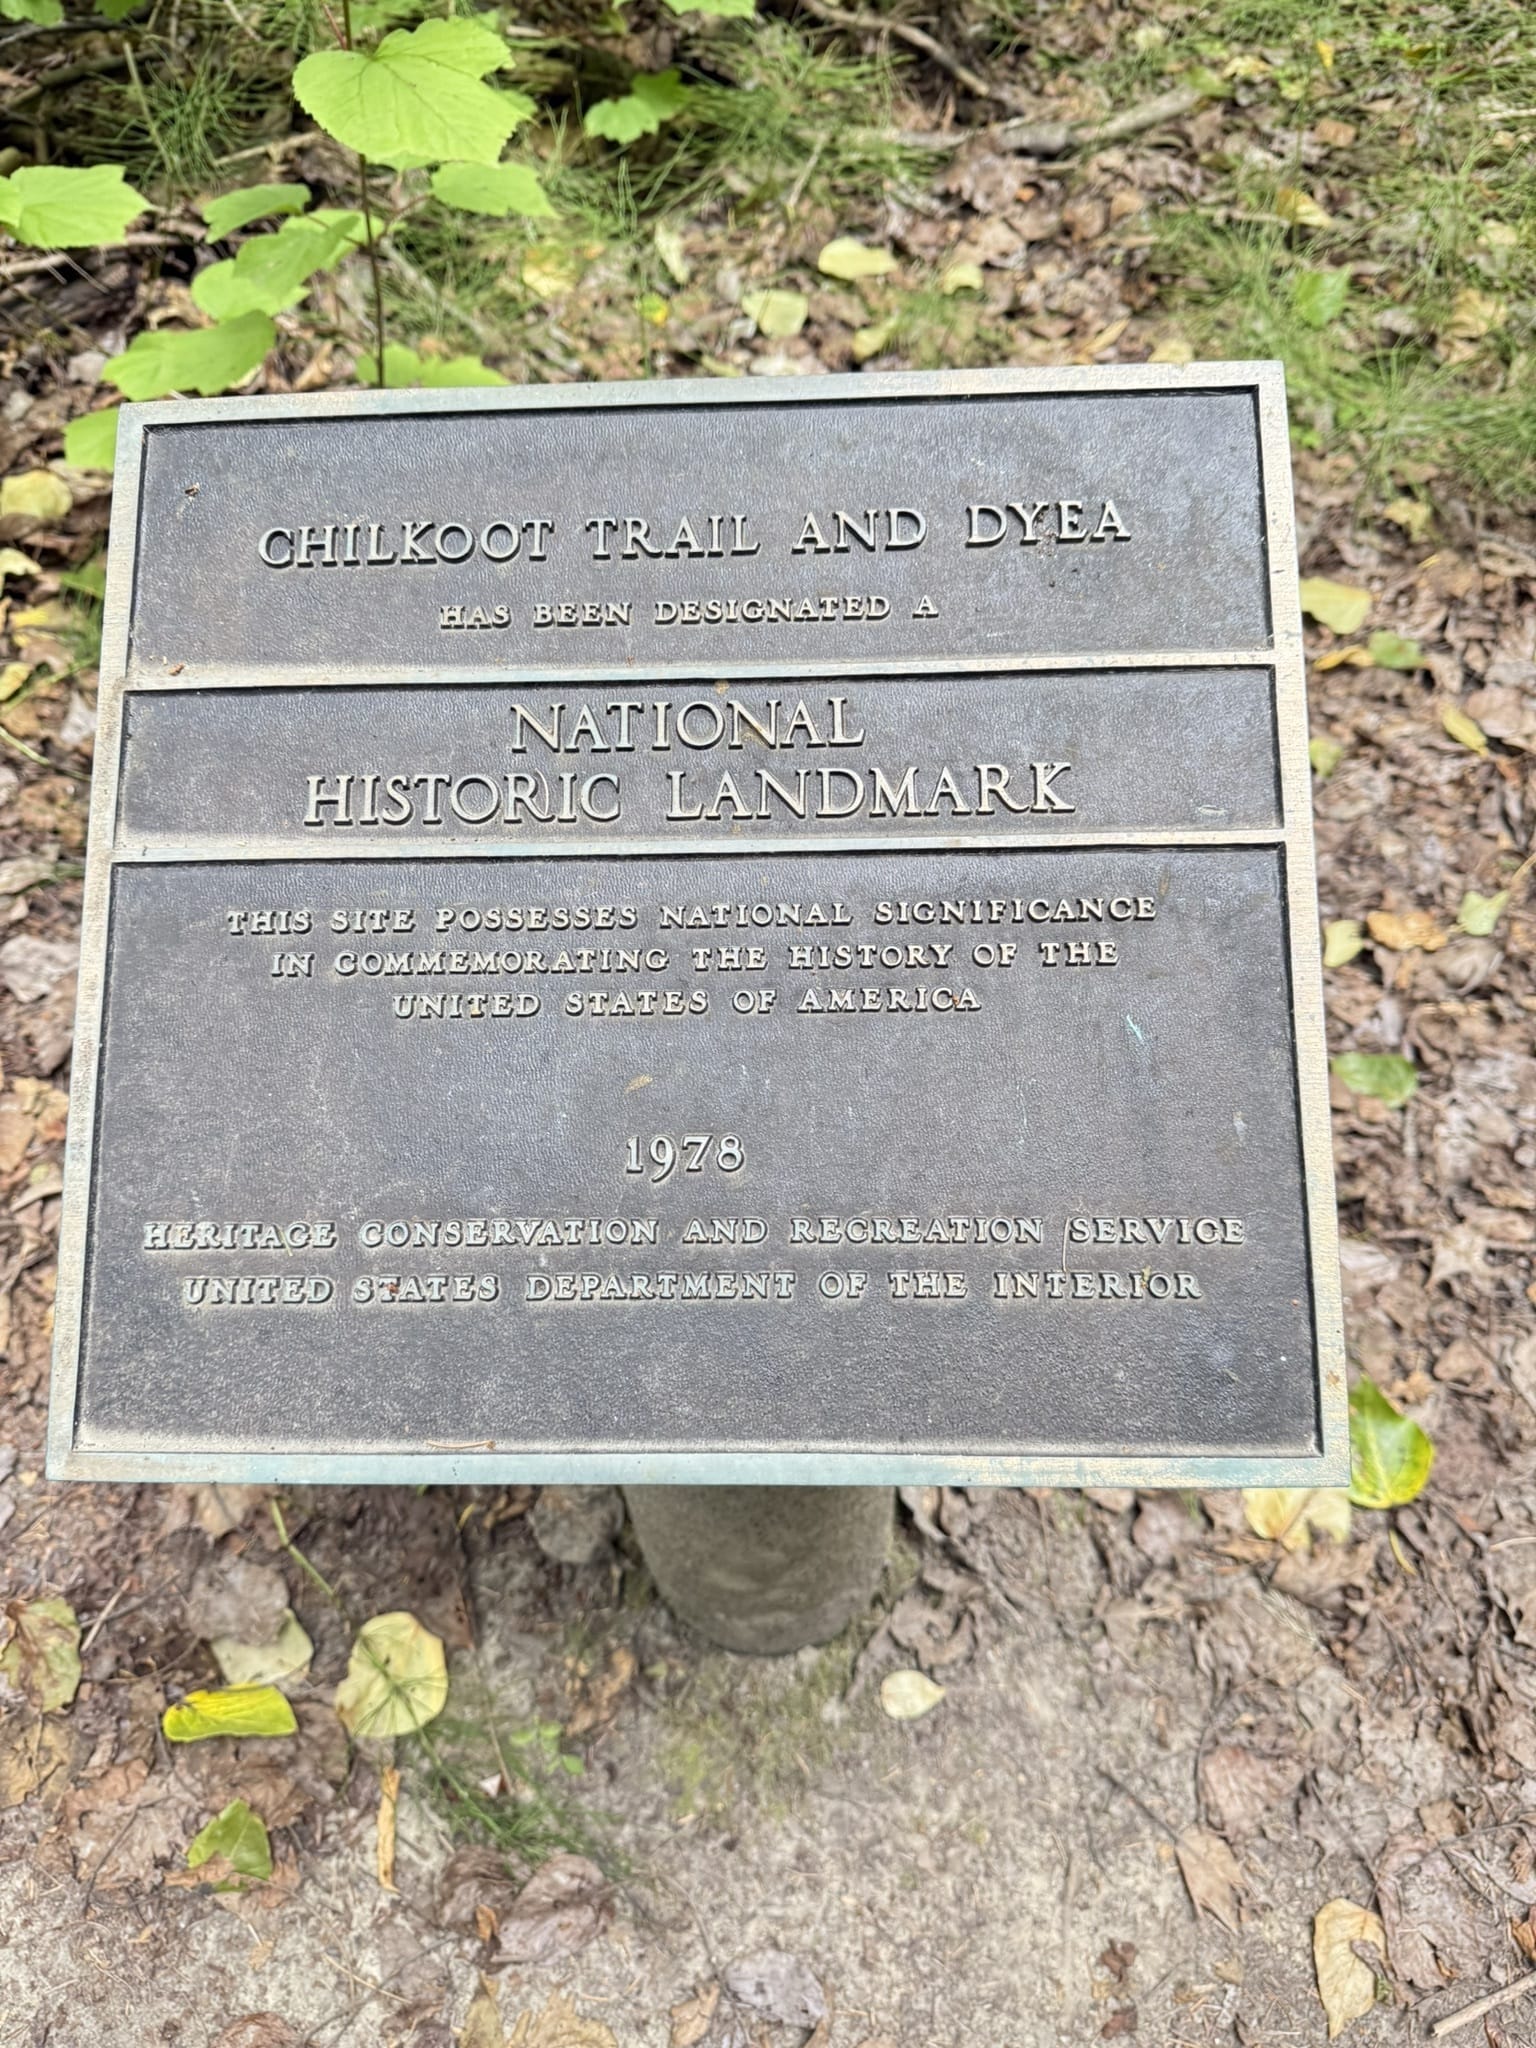 CHILKOOT TRAIL AND DYEA
HAS BEEN DESIGNATED A
NATIONAL
HISTORIC LANDMARK
THIS SITE POSSESSES NATIONAL SIGNIFICANCE
IN COMMEMORATING THE HISTORY OF THE
UNITED STATES OF AMERICA
1978
HERITAGE CONSERVATION AND RECREATION SERVICE
UNITED STATES DEPARTMENT OF THE INTERIOR